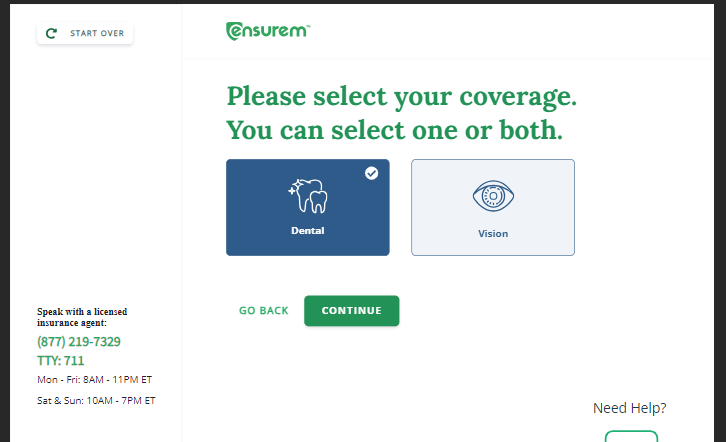 START OVER
ensurem™
Please select your coverage.
You can select one or both.
Dental
Vision
GO BACK
CONTINUE
Speak with a licensed
insurance agent:
(877) 219-7329
TTY: 711
Mon - Fri: 8AM - 11PM ET
Sat & Sun: 10AM - 7PM ET
Need Help?